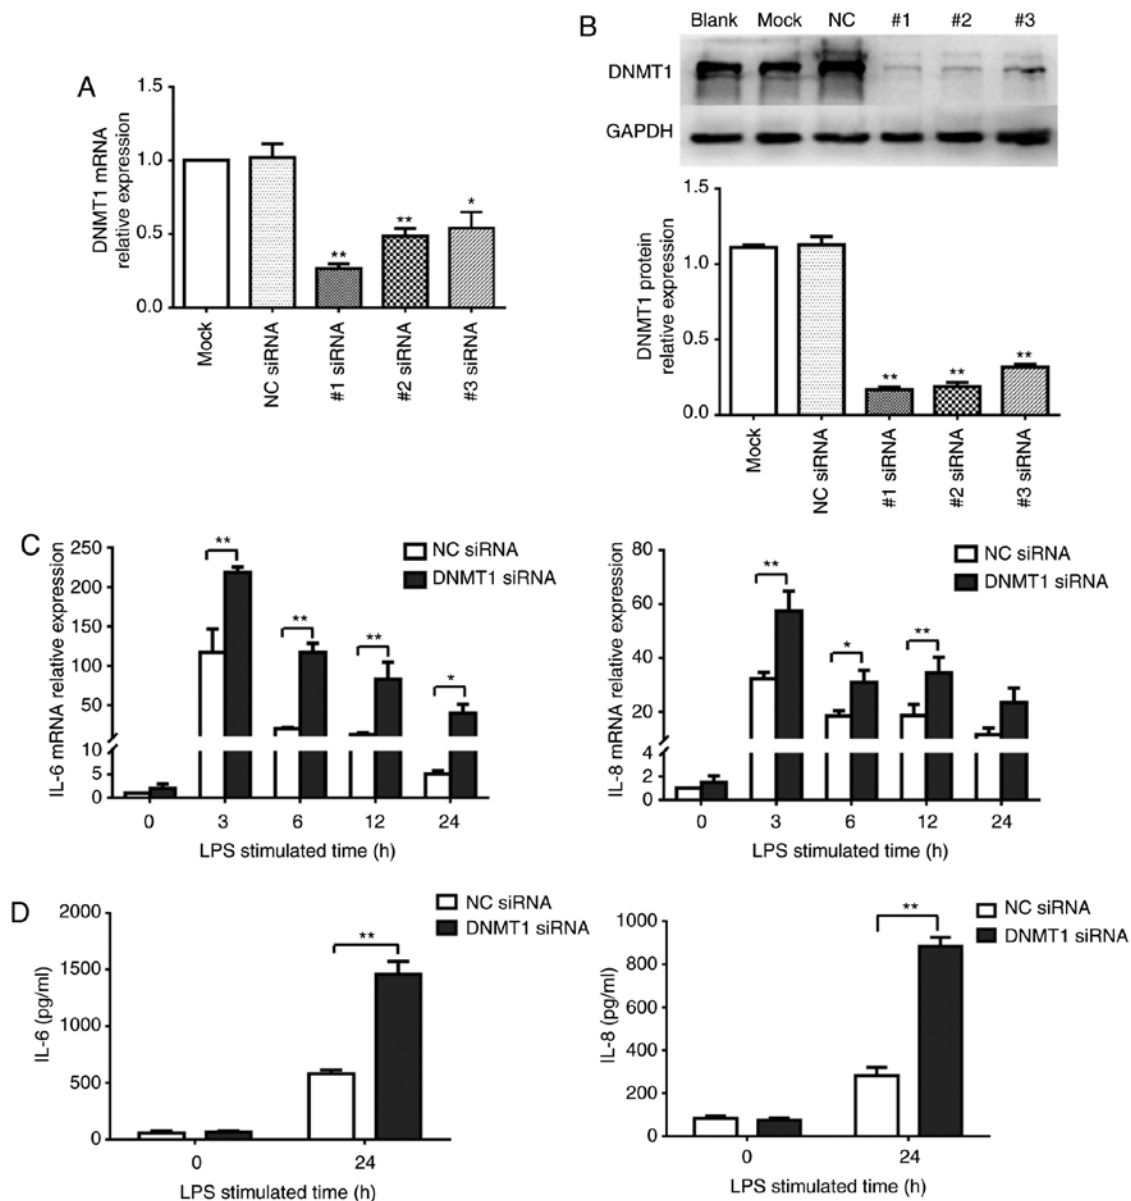 A
DNMT1 mRNA
relative expression
1.5
1.0
0.5
0.0
**
**
*
Mock
NC siRNA
#1 siRNA
#2 siRNA
#3 siRNA
B
Blank Mock NC #1 #2 #3
DNMT1
GAPDH
DNMT1 protein
relative expression
1.5
1.0
0.5
0.0
**
**
**
Mock
NC siRNA
#1 siRNA
#2 siRNA
#3 siRNA
C
IL-6 mRNA relative expression
250
200
150
100
50
10
5
0
**
**
**
*
NC siRNA
DNMT1 siRNA
0 3 6 12 24
LPS stimulated time (h)
IL-8 mRNA relative expression
80
60
40
20
4
2
0
**
*
**
NC siRNA
DNMT1 siRNA
0 3 6 12 24
LPS stimulated time (h)
D
IL-6 (pg/ml)
2000
1500
1000
500
0
**
NC siRNA
DNMT1 siRNA
0 24
LPS stimulated time (h)
IL-8 (pg/ml)
1000
800
600
400
200
0
**
NC siRNA
DNMT1 siRNA
0 24
LPS stimulated time (h)